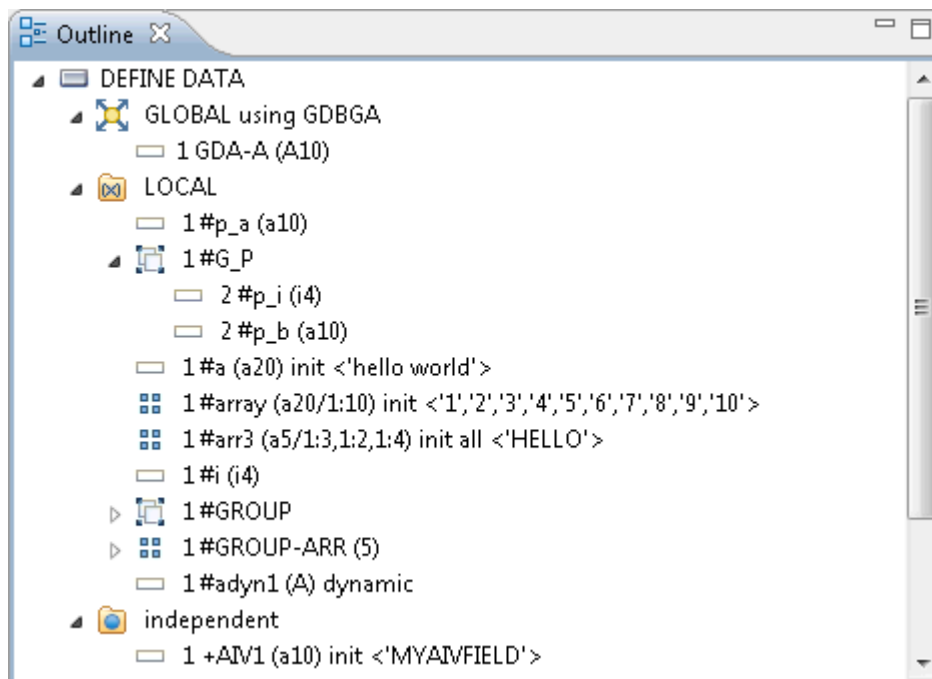 Outline
DEFINE DATA
GLOBAL using GDBGA
1 GDA-A (A10)
LOCAL
1 #p_a (a10)
1 #G_P
2 #p_i (i4)
2 #p_b (a10)
1 #a (a20) init <'hello world'>
1 #array (a20/1:10) init <'1','2','3','4','5','6','7','8','9','10'>
1 #arr3 (a5/1:3,1:2,1:4) init all <'HELLO'>
1 #i (i4)
1 #GROUP
1 #GROUP-ARR (5)
1 #adyn1 (A) dynamic
independent
1 +AIV1 (a10) init <'MYAIVFIELD'>